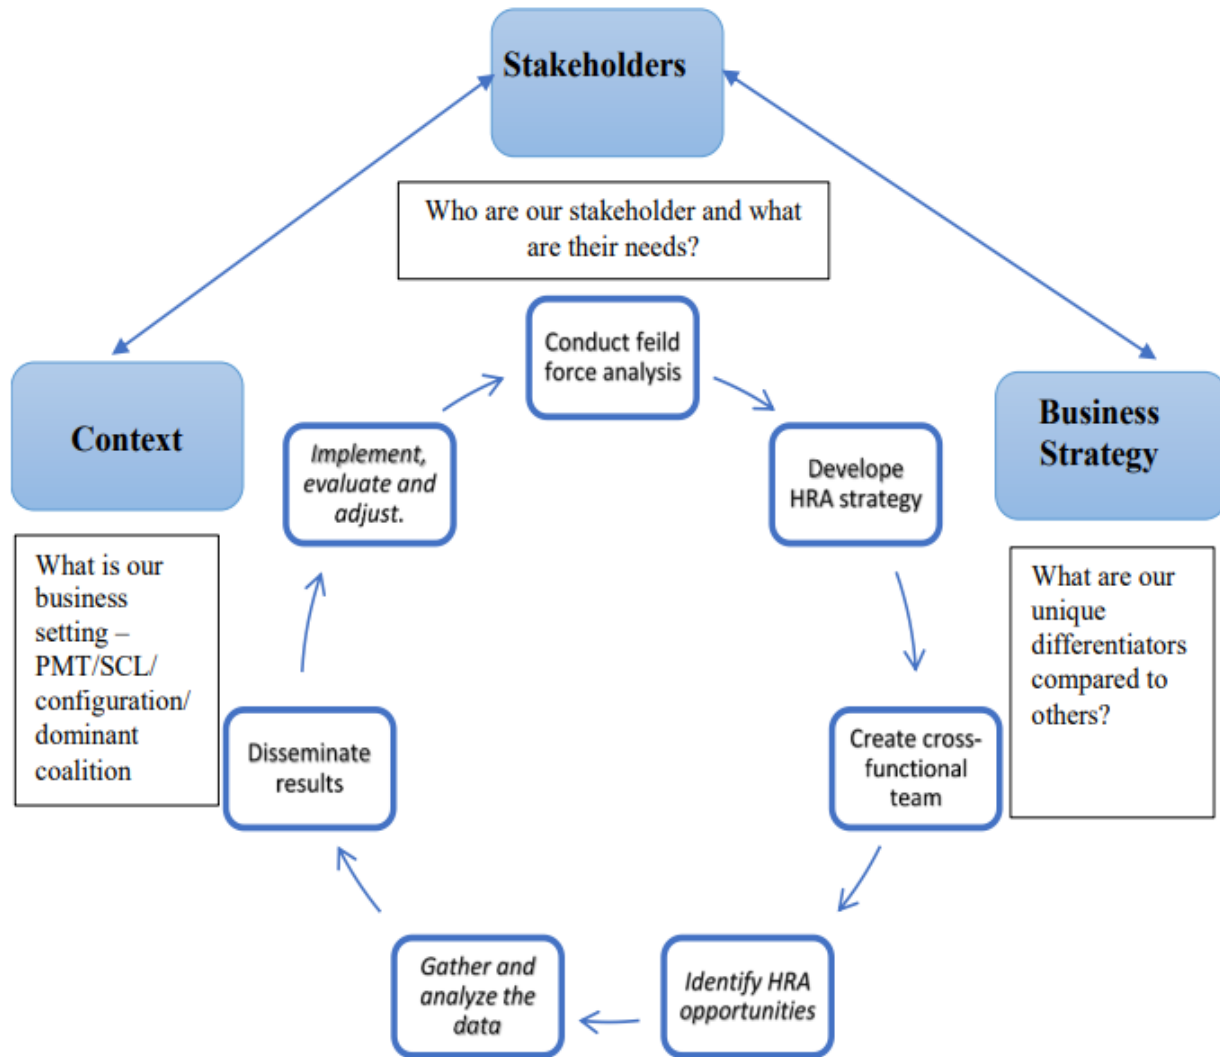 Stakeholders
Who are our stakeholder and what
are their needs?
Conduct feild
force analysis
Context
Business
Strategy
Implement,
evaluate and
adjust.
Develope
HRA strategy
What is our
business
setting –
PMT/SCL/
configuration/
dominant
coalition
What are our
unique
differentiators
compared to
others?
Disseminate
results
Create cross-
functional
team
Gather and
analyze the
data
Identify HRA
opportunities